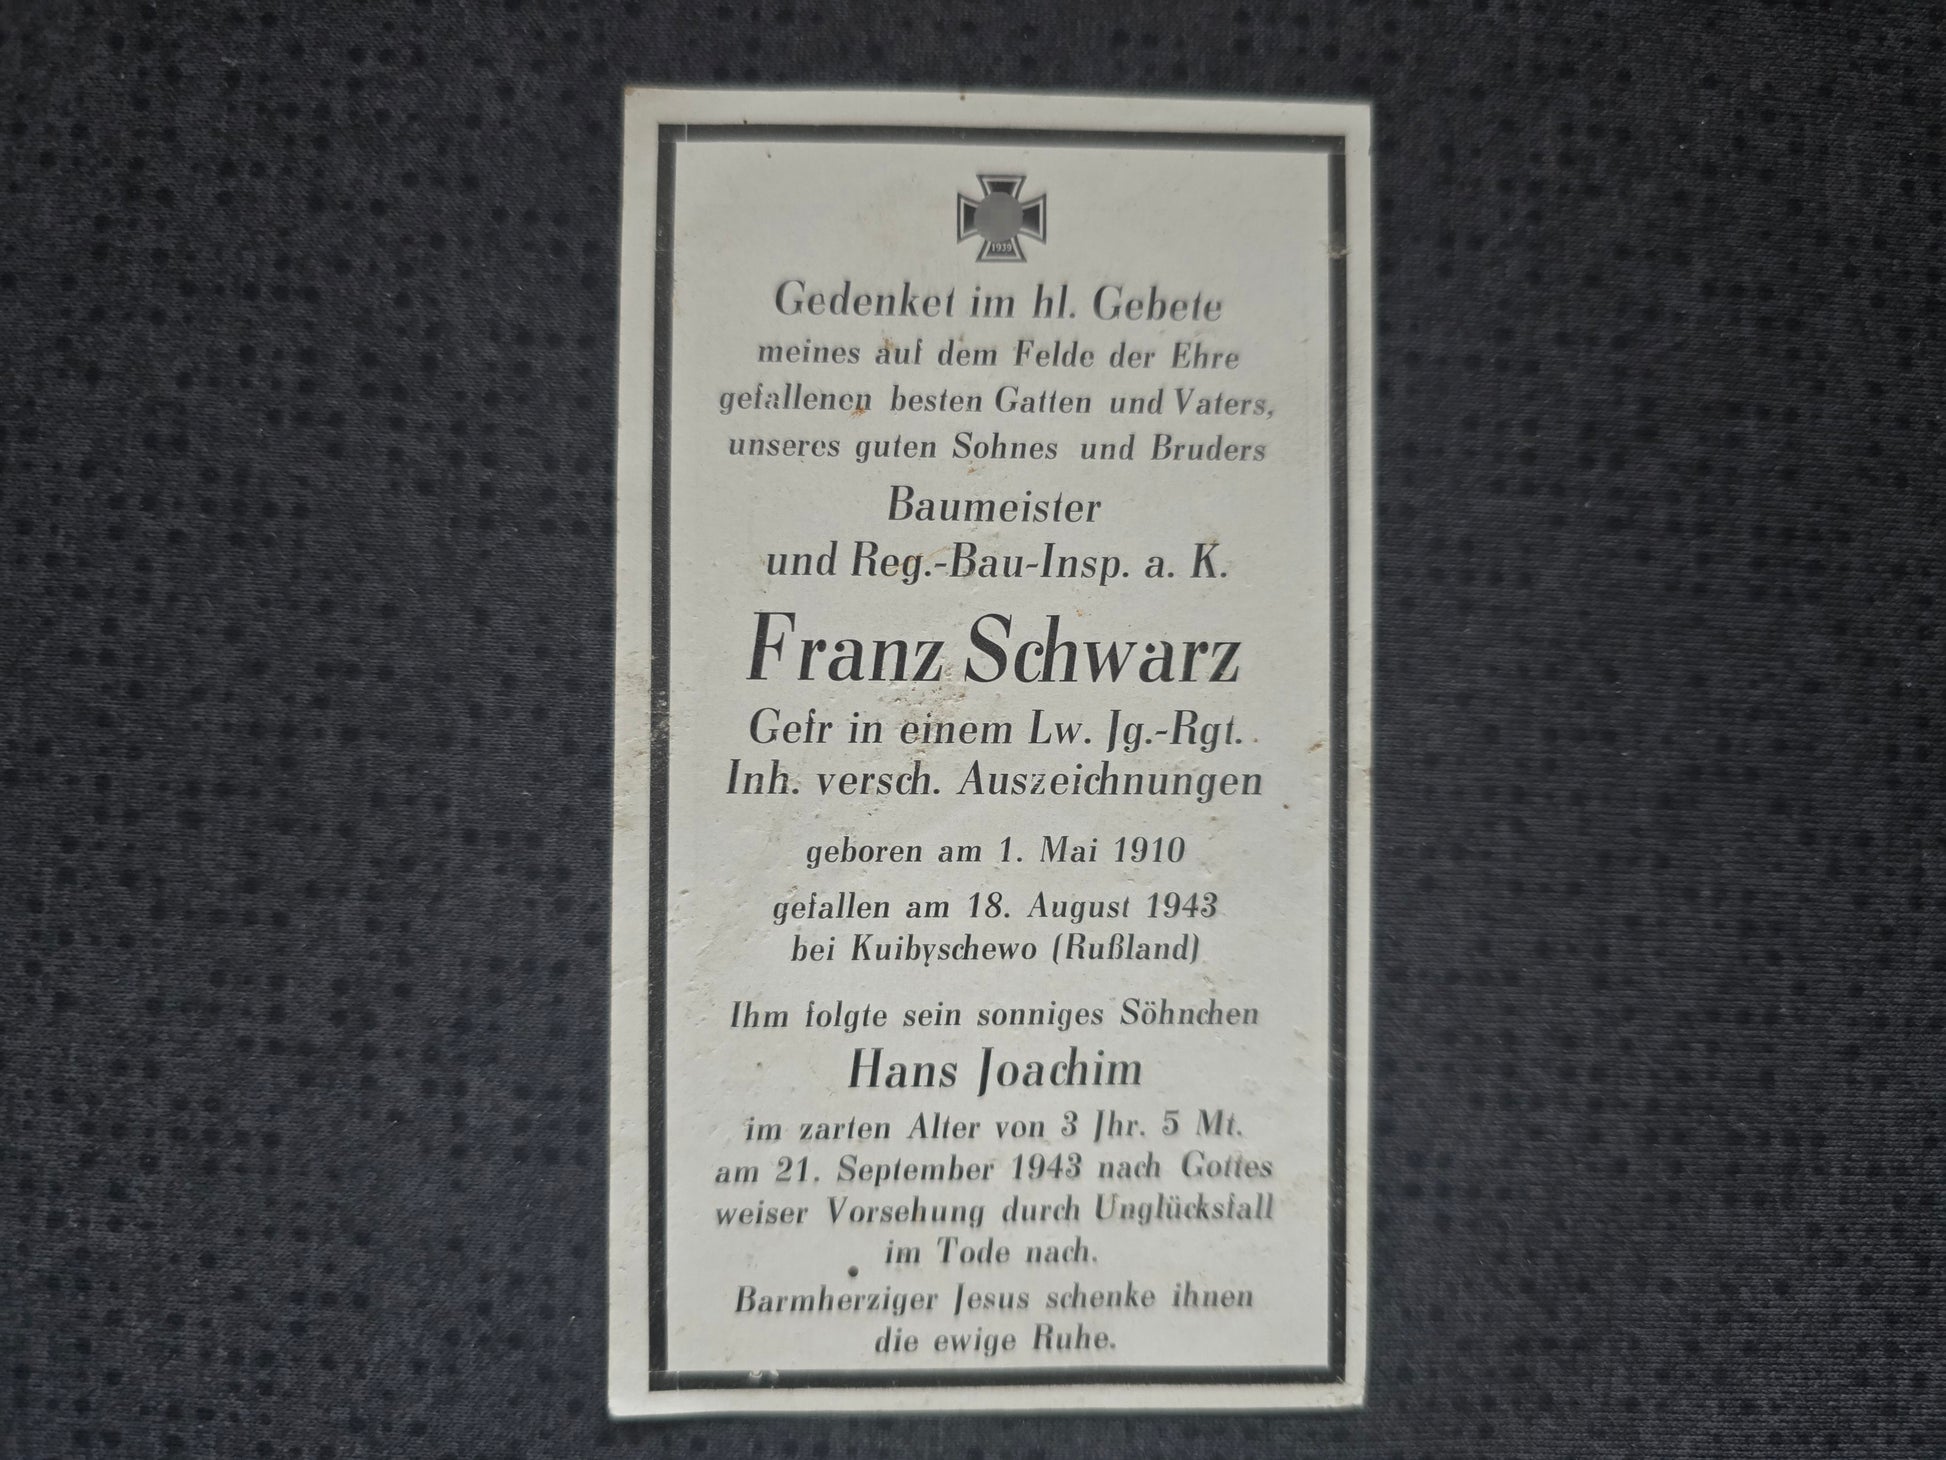 1939
Gedenket im hl. Gebete
meines auf dem Felde der Ehre
gefallenen besten Gatten und Vaters,
unseres guten Sohnes und Bruders
Baumeister
und Reg.-Bau-Insp. a. K.
Franz Schwarz
Gefr in einem Lw. Jg.-Rgt.
Inh. versch. Auszeichnungen
geboren am 1. Mai 1910
gefallen am 18. August 1943
bei Kuibyschewo (Rußland)
Ihm folgte sein sonniges Söhnchen
Hans Joachim
im zarten Alter von 3 Jhr. 5 Mt.
am 21. September 1943 nach Gottes
weiser Vorsehung durch Unglücksfall
im Tode nach.
Barmherziger Jesus schenke ihnen
die ewige Ruhe.